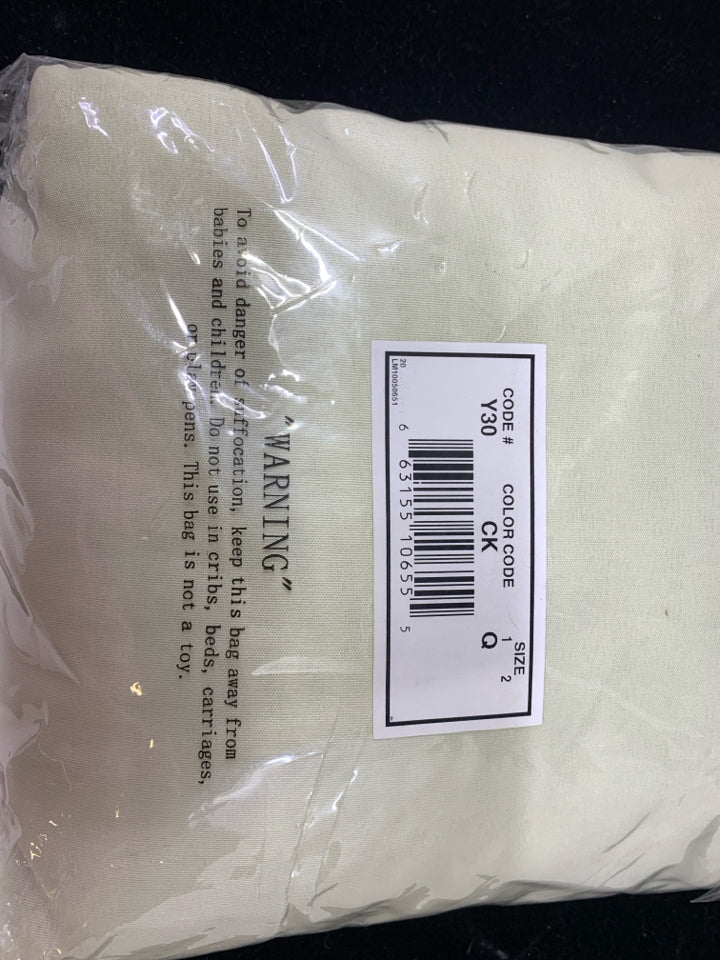 CODE # COLOR CODE SIZE
1 2
Y30 CK Q
6 63155 10655 5
20
LM10050651
"WARNING"
To avoid danger of suffocation, keep this bag away from
babies and children. Do not use in cribs, beds, carriages,
or play pens. This bag is not a toy.